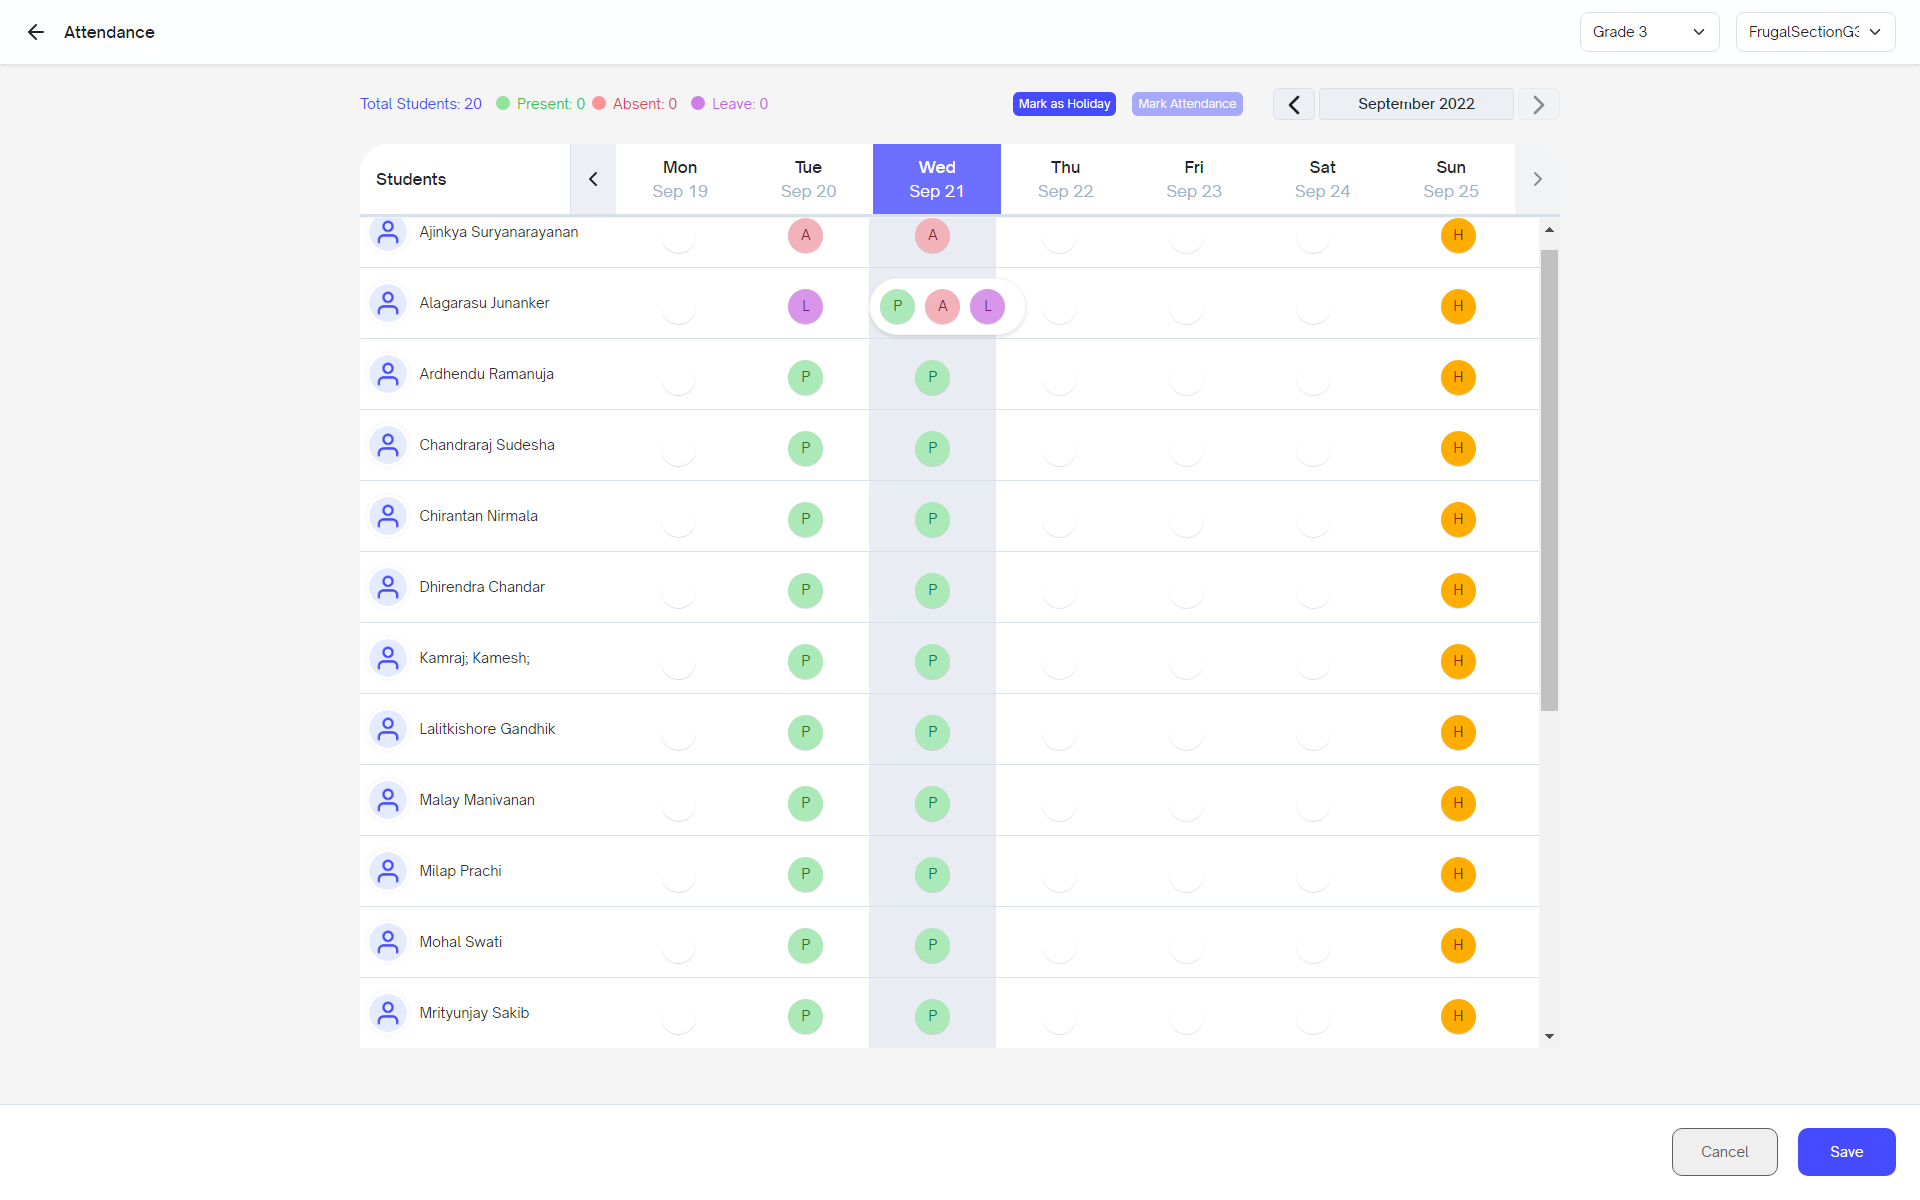 Attendance
Grade 3
FrugalSectionG3
Total Students: 20 Present: 0 Absent: 0 Leave: 0
Mark as Holiday
Mark Attendance
September 2022
Students Mon Tue Wed Thu Fri Sat Sun
Sep 19 Sep 20 Sep 21 Sep 22 Sep 23 Sep 24 Sep 25
Ajinkya Suryanarayanan A A H
Alagarasu Junanker L P A L H
Ardhendu Ramanuja P P H
Chandraraj Sudesha P P H
Chirantan Nirmala P P H
Dhirendra Chandar P P H
Kamraj; Kamesh; P P H
Lalitkishore Gandhik P P H
Malay Manivanan P P H
Milap Prachi P P H
Mohal Swati P P H
Mrityunjay Sakib P P H
Cancel
Save